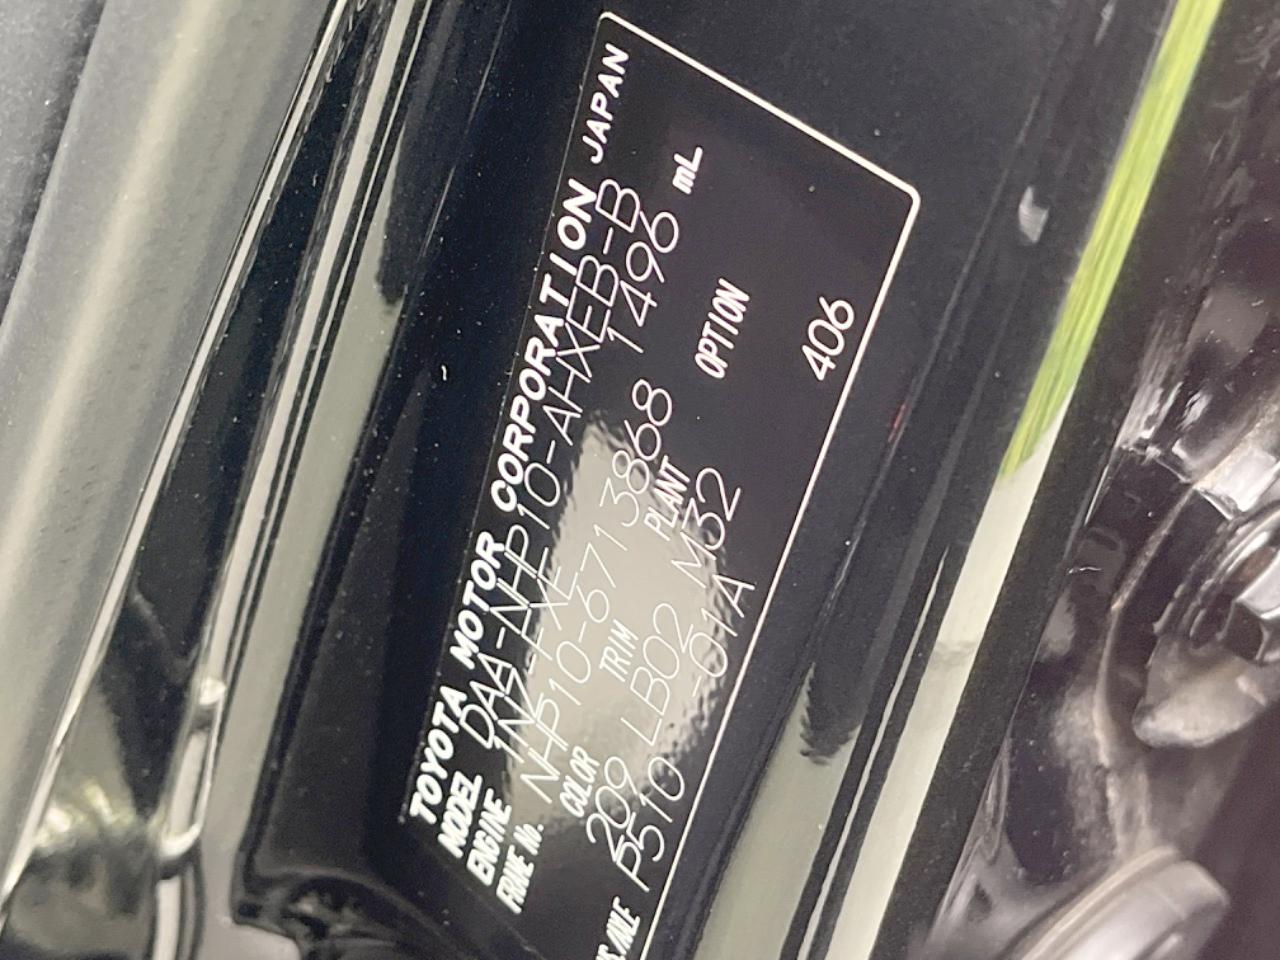 TOYOTA MOTOR CORPORATION JAPAN
MODEL DAA-NHP10-AHXEB-B
ENGINE 1NZ-FXE 1496 mL
FRAME No. NHP10-6713868
COLOR TRIM PLANT OPTION
209 LB02 M32 406
P510 -01A